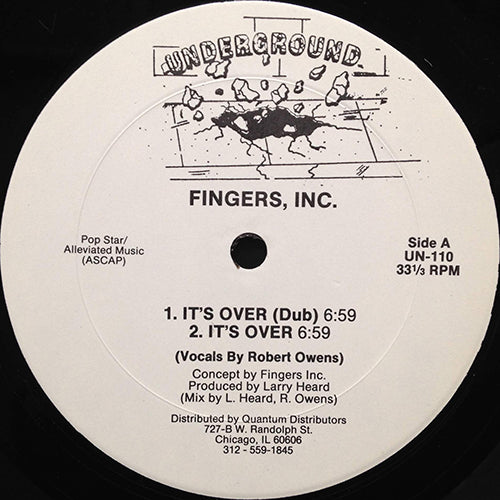 UNDERGROUND
FINGERS, INC.
Pop Star/
Alleviated Music
(ASCAP)
Side A
UN-110
33⅓ RPM
1. IT'S OVER (Dub) 6:59
2. IT'S OVER 6:59
(Vocals By Robert Owens)
Concept by Fingers Inc.
Produced by Larry Heard
(Mix by L. Heard, R. Owens)
Distributed by Quantum Distributors
727-B W. Randolph St.
Chicago, IL 60606
312 - 559-1845